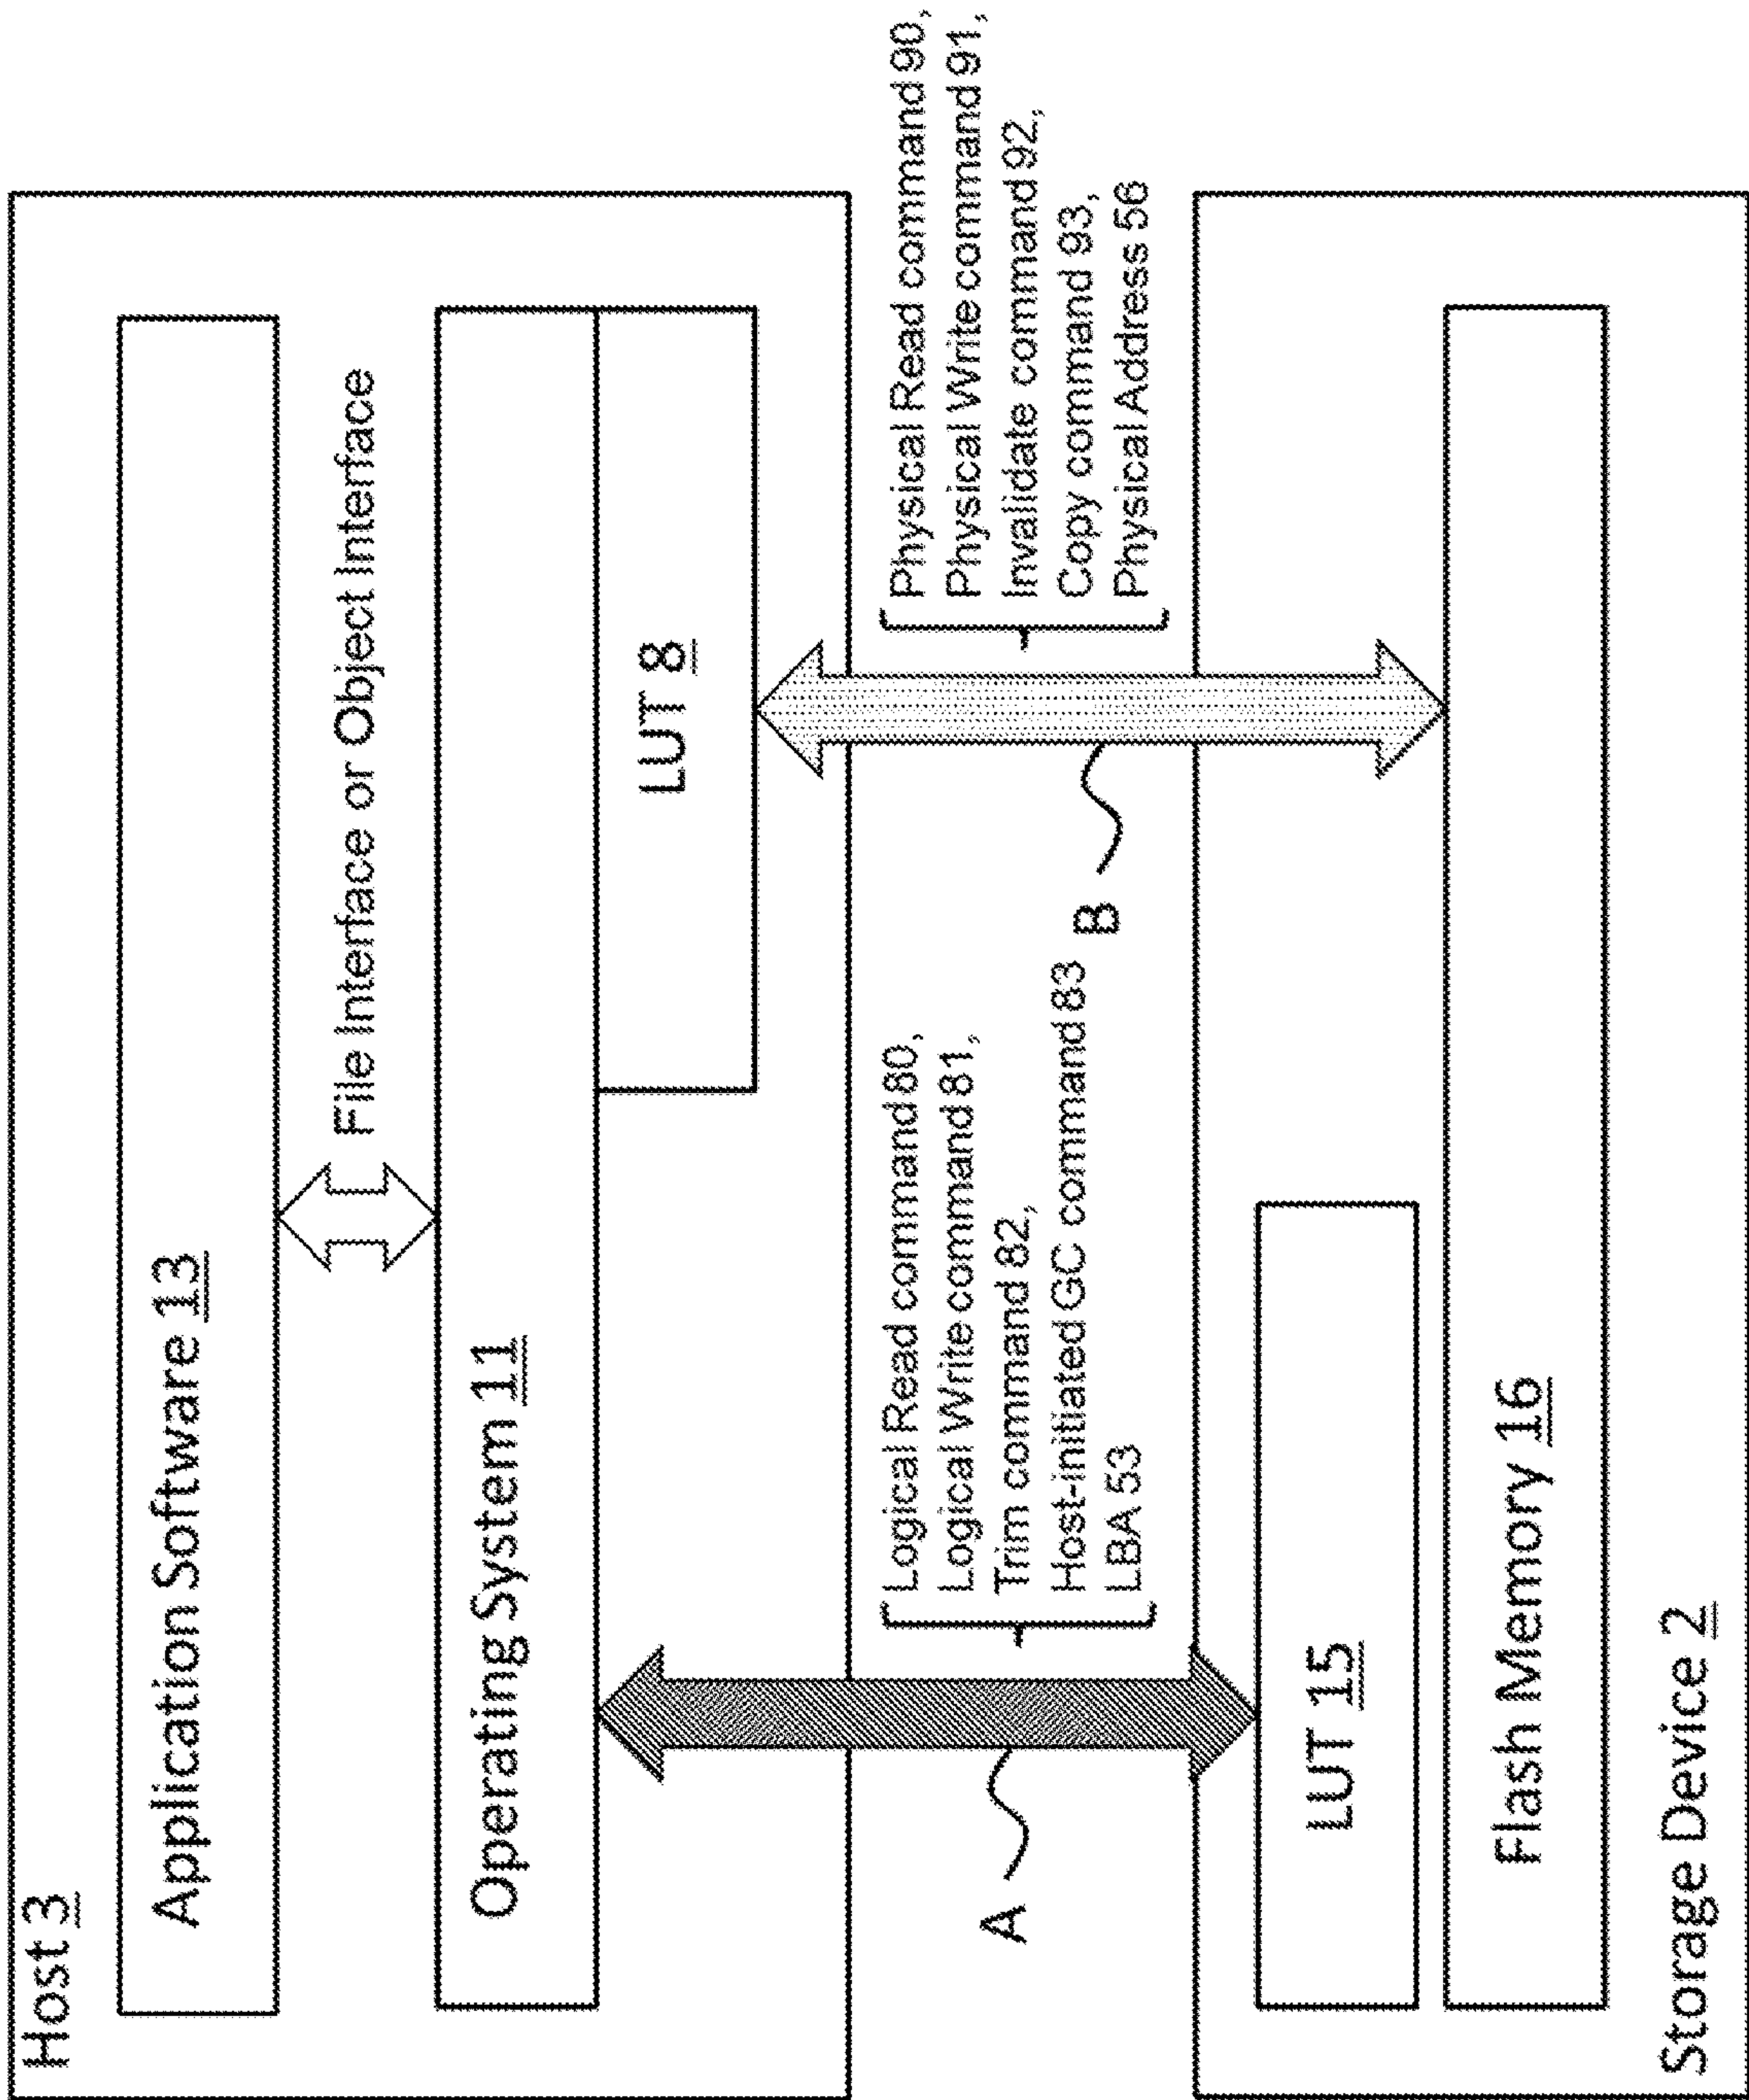 Host 3
Application Software 13
File Interface or Object Interface
Operating System 11
LUT 8
Logical Read command 80,
Logical Write command 81,
Trim command 82,
Host-initiated GC command 83
LBA 53
Physical Read command 90,
Physical Write command 91,
Invalidate command 92,
Copy command 93,
Physical Address 56
A
B
LUT 15
Flash Memory 16
Storage Device 2